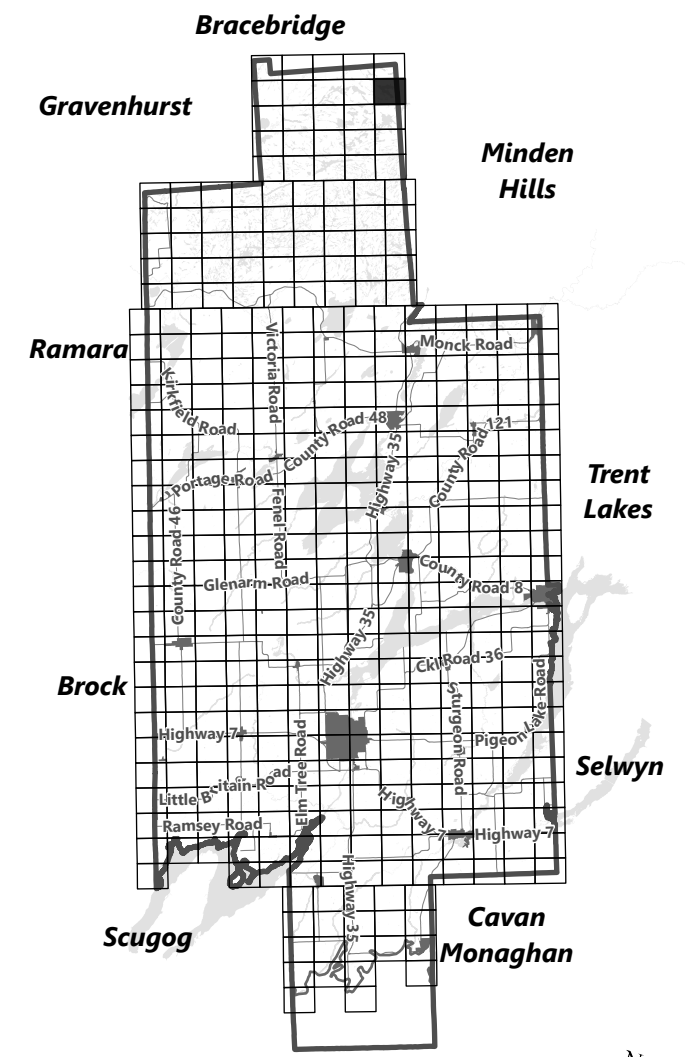 Bracebridge
Gravenhurst
Minden
Hills
Ramara
Monck Road
Victoria Road
Kirkfield Road
County Road 48
County Road 121
Highway 35
Portage Road
Trent
Lakes
Fenel Road
County Road 46
County Road 8
Glenarm Road
Highway 35
Ckl Road 36
Brock
Sturgeon Road
Pigeon Lake Road
Highway 7
Elm Tree Road
Selwyn
Little Britain Road
Highway 7
Highway 7
Ramsey Road
Highway 35
Scugog
Cavan
Monaghan
N